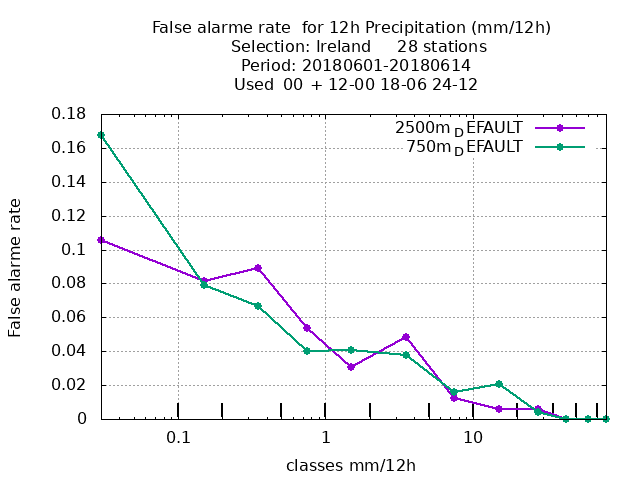 False alarme rate  for 12h Precipitation (mm/12h)
Selection: Ireland     28 stations
Period: 20180601-20180614
Used  00  + 12-00 18-06 24-12
2500m_DEFAULT
750m_DEFAULT
0.18
0.16
0.14
0.12
0.1
0.08
0.06
0.04
0.02
0
False alarme rate
0.1 1 10
classes mm/12h